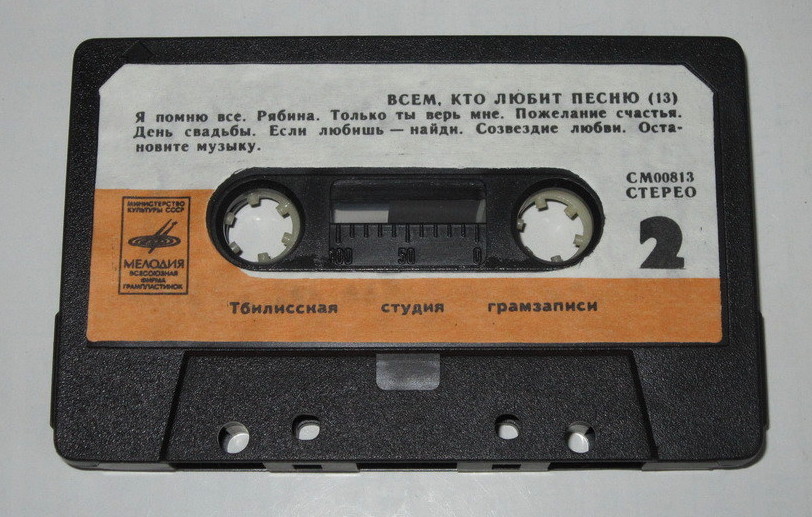 ВСЕМ, КТО ЛЮБИТ ПЕСНЮ (13)
Я помню все. Рябина. Только ты верь мне. Пожелание счастья.
День свадьбы. Если любишь — найди. Созвездие любви. Оста-
новите музыку.
СМ00813
СТЕРЕО
2
МИНИСТЕРСТВО
КУЛЬТУРЫ СССР
МЕЛОДИЯ
ВСЕСОЮЗНАЯ
ФИРМА
ГРАМПЛАСТИНОК
100 50 0
Тбилисская студия грамзаписи